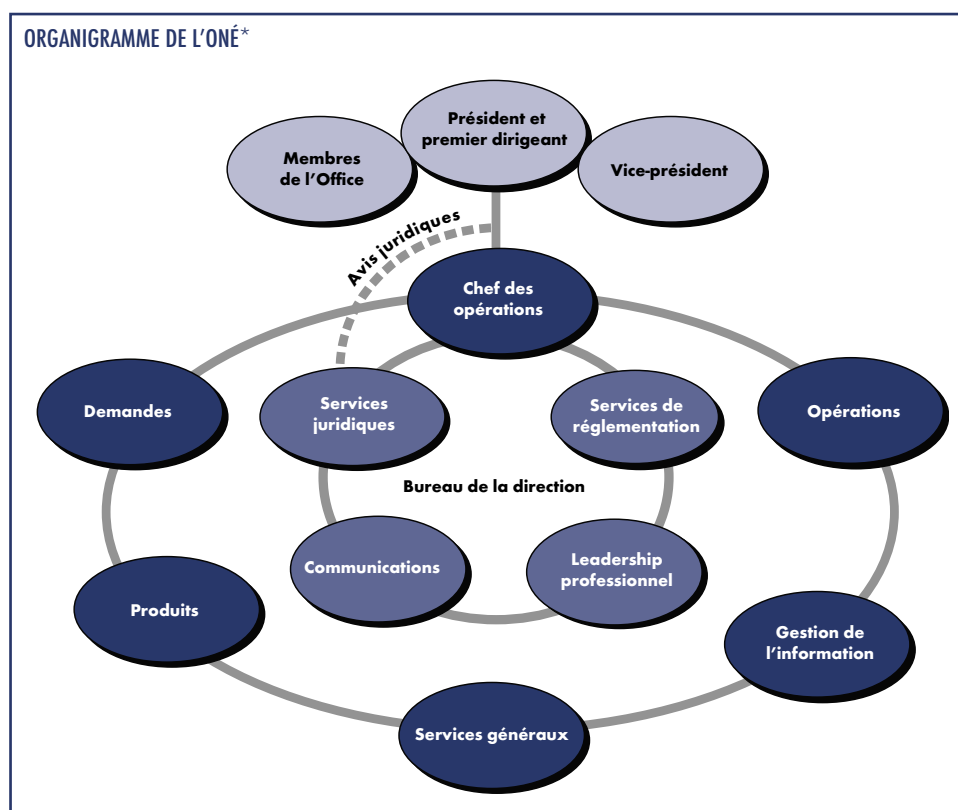 ORGANIGRAMME DE L'ONÉ*
Président et
premier dirigeant
Membres
de l'Office
Vice-président
Avis juridiques
Chef des
opérations
Demandes
Services
juridiques
Services de
réglementation
Opérations
Bureau de la direction
Communications
Leadership
professionnel
Produits
Gestion de
l'information
Services généraux